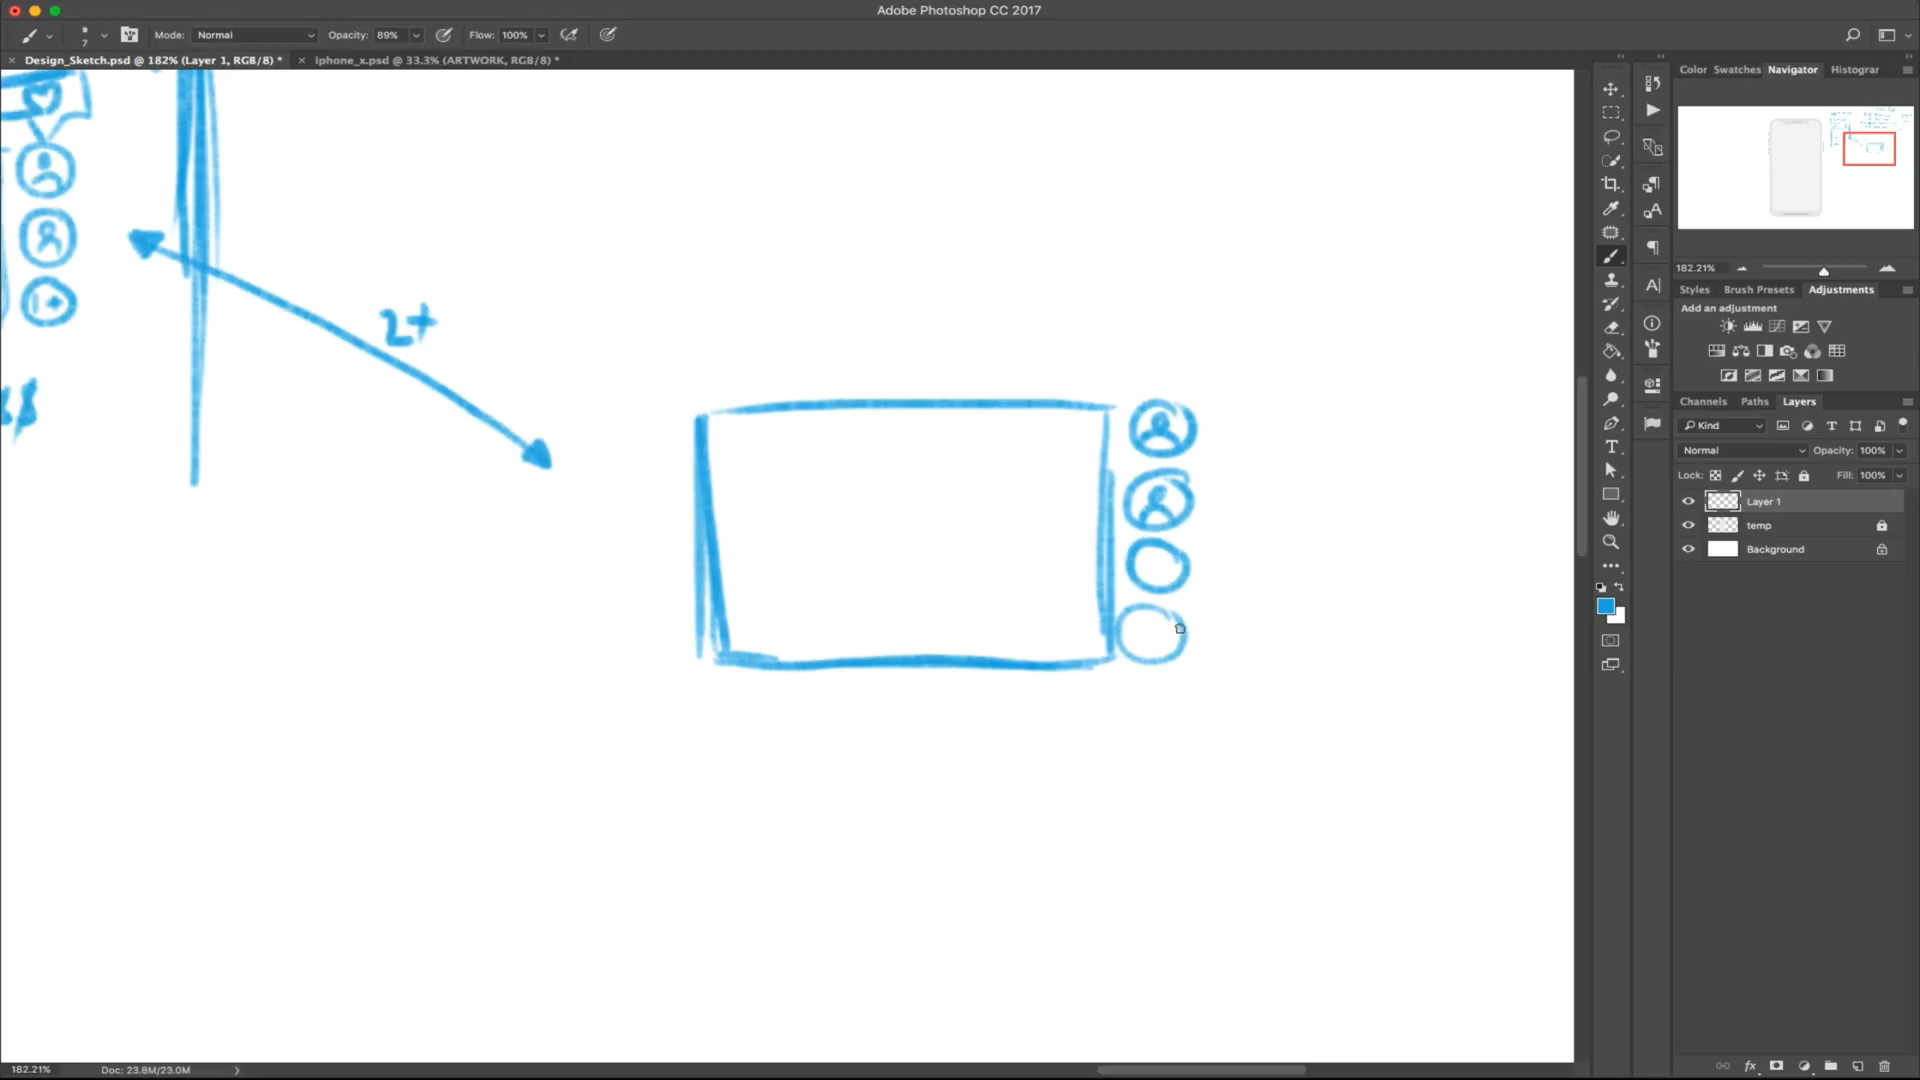 Adobe Photoshop CC 2017
7 Mode: Normal Opacity: 89% Flow: 100%
Design_Sketch.psd @ 182% (Layer 1, RGB/8) * iphone_x.psd @ 33.3% (ARTWORK, RGB/8) *
Color Swatches Navigator Histogram
182.21%
Styles Brush Presets Adjustments
Add an adjustment
2+
Channels Paths Layers
Kind
Normal Opacity: 100%
Lock: Fill: 100%
Layer 1
temp
Background
182.21% Doc: 23.8M/23.0M